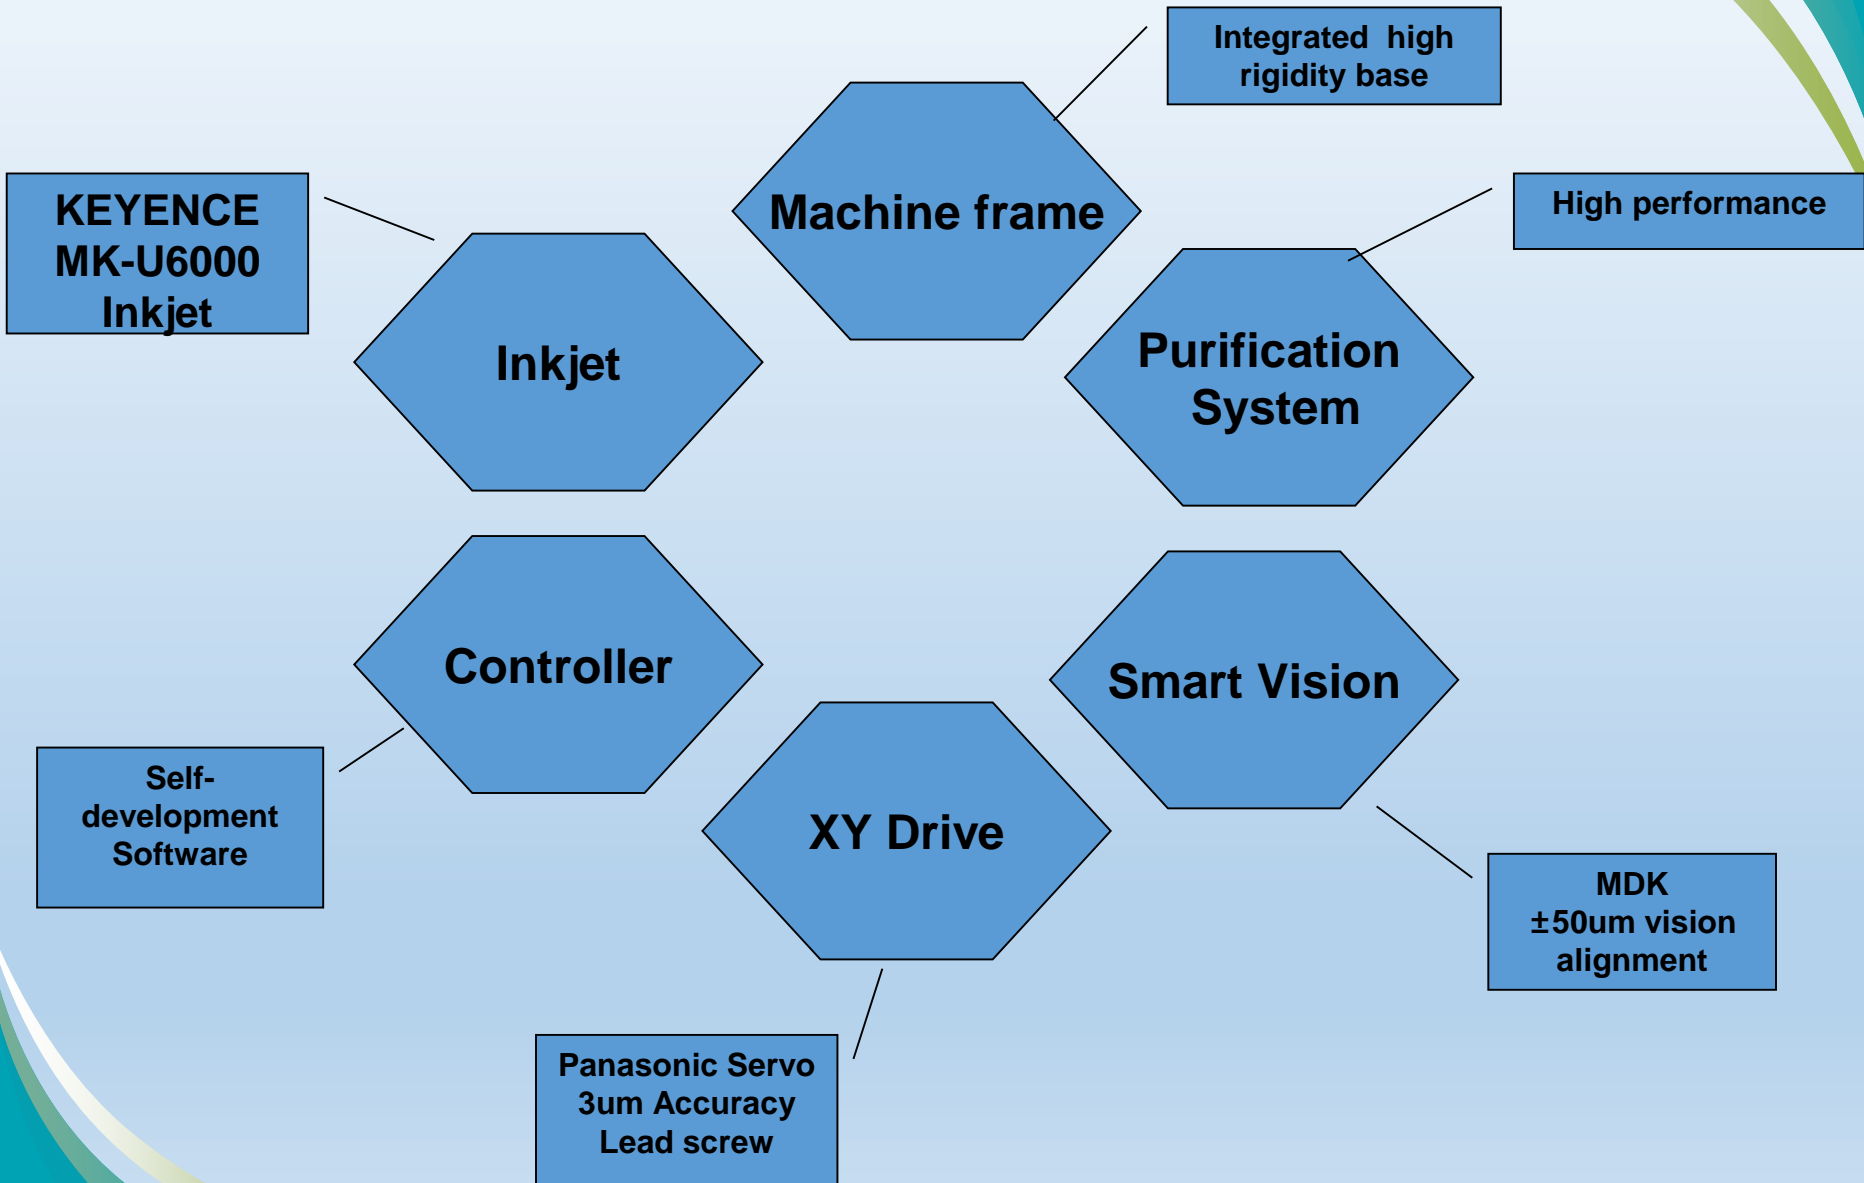 Integrated high
rigidity base
Machine frame
KEYENCE
MK-U6000
Inkjet
High performance
Inkjet
Purification
System
Controller
Smart Vision
Self-
development
Software
XY Drive
MDK
±50um vision
alignment
Panasonic Servo
3um Accuracy
Lead screw